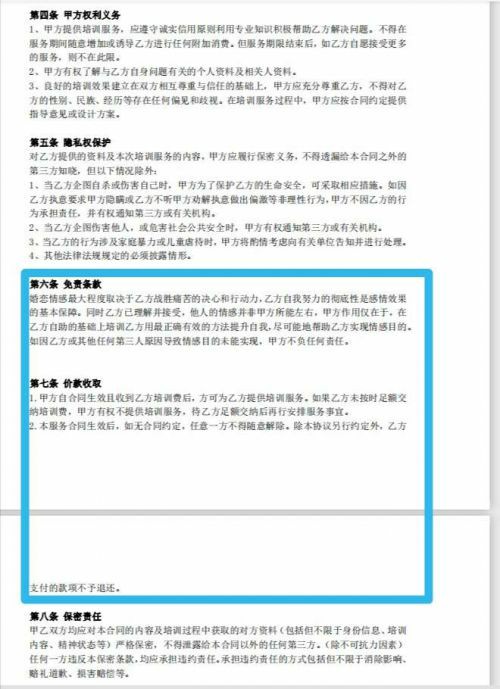 第四条 甲方权利义务
1、甲方提供培训服务，应遵守诚实信用原则利用专业知识积极帮助乙方解决问题。不得在
服务期间随意增加或诱导乙方进行任何附加消费。但服务期限结束后，如乙方自愿接受更多
的服务，则不在此限。
2、甲方有权了解与乙方自身问题有关的个人资料及相关人资料。
3、良好的培训效果建立在双方相互尊重与信任的基础上，甲方应充分尊重乙方，不得对乙
方的性别、民族、经历等存在任何偏见和歧视。在培训服务过程中，甲方应按合同约定提供
指导意见或设计方案。
第五条 隐私权保护
对乙方提供的资料及本次培训服务的内容，甲方应履行保密义务，不得透漏给本合同之外的
第三方知晓，但以下情况除外：
1、当乙方企图自杀或伤害自己时，甲方为了保护乙方的生命安全，可采取相应措施。如因
乙方执意要求甲方隐瞒或乙方不听甲方劝解执意做出偏激等非理性行为，甲方不因乙方的行
为承担责任，并有权通知第三方或有关机构。
2、当乙方企图伤害他人，或危害社会公共安全时，甲方有权通知第三方或有关机构。
3、当乙方的行为涉及家庭暴力或儿童虐待时，甲方将酌情考虑向有关单位告知并进行处理。
4、其他法律法规规定的必须披露情形。
第六条 免责条款
婚恋情感最大程度取决于乙方战胜痛苦的决心和行动力，乙方自我努力的彻底性是感情效果
的基本保障。同时乙方已理解并接受，他人的情感并非甲方所能左右，甲方作用仅在于，在
乙方自助的基础上培训乙方用最正确有效的方法提升自我，尽可能地帮助乙方实现情感目的。
如因乙方或其他任何第三人原因导致情感目的未能实现，甲方不负任何责任。
第七条 价款收取
1.甲方自合同生效且收到乙方培训费后，方可为乙方提供培训服务。如果乙方未按时足额交
纳培训费，甲方有权不提供培训服务，待乙方足额交纳后再行安排服务事宜。
2.本服务合同生效后，如无合同约定，任意一方不得随意解除。除本协议另行约定外，乙方
支付的款项不予退还。
第八条 保密责任
甲乙双方均应对本合同的内容及培训过程中获取的对方资料（包括但不限于身份信息、培训
内容、精神状态等）严格保密，不得泄露给本合同以外的任何第三方。（除不可抗力因素）
任何一方违反本保密条款，均应承担违约责任。承担违约责任的方式包括但不限于消除影响、
赔礼道歉、损害赔偿等。